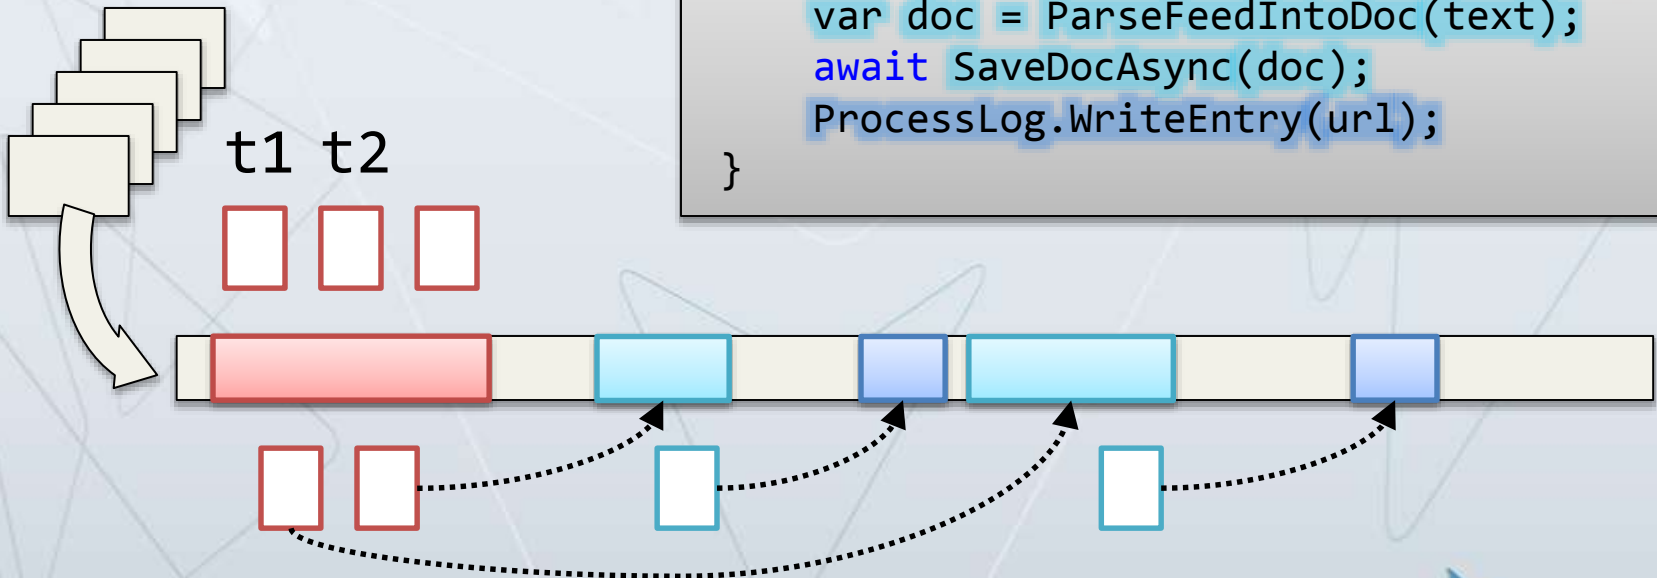 var doc = ParseFeedIntoDoc(text);
await SaveDocAsync(doc);
ProcessLog.WriteEntry(url);
}
t1 t2